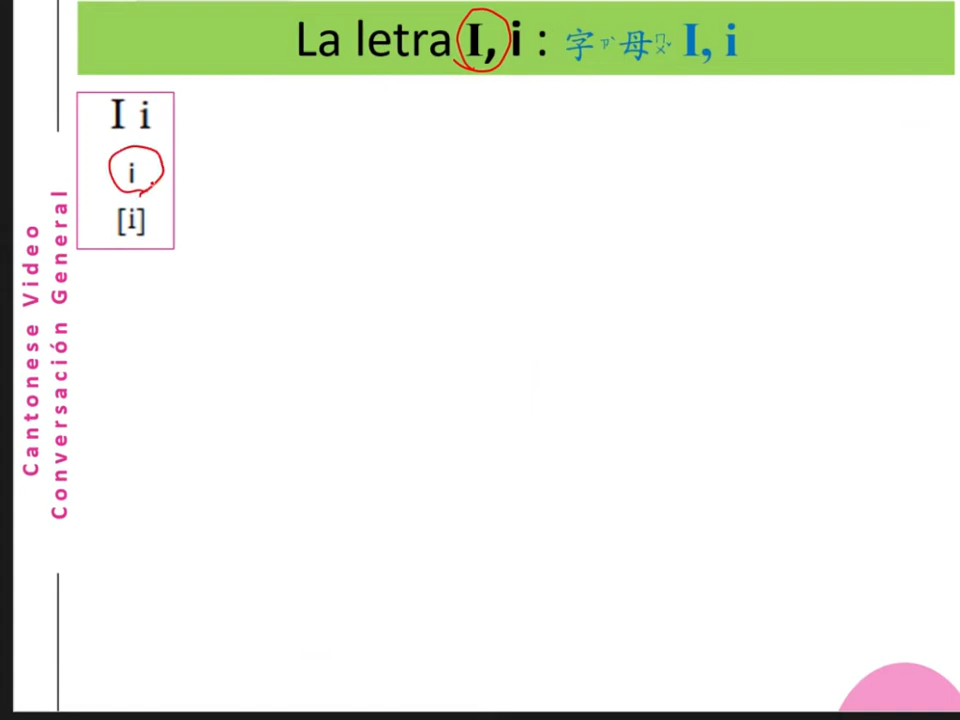 La letra I, i : 字ㄗˋ母ㄇㄨˇ I, i
I i
i
[i]
Cantonese Video
Conversación General